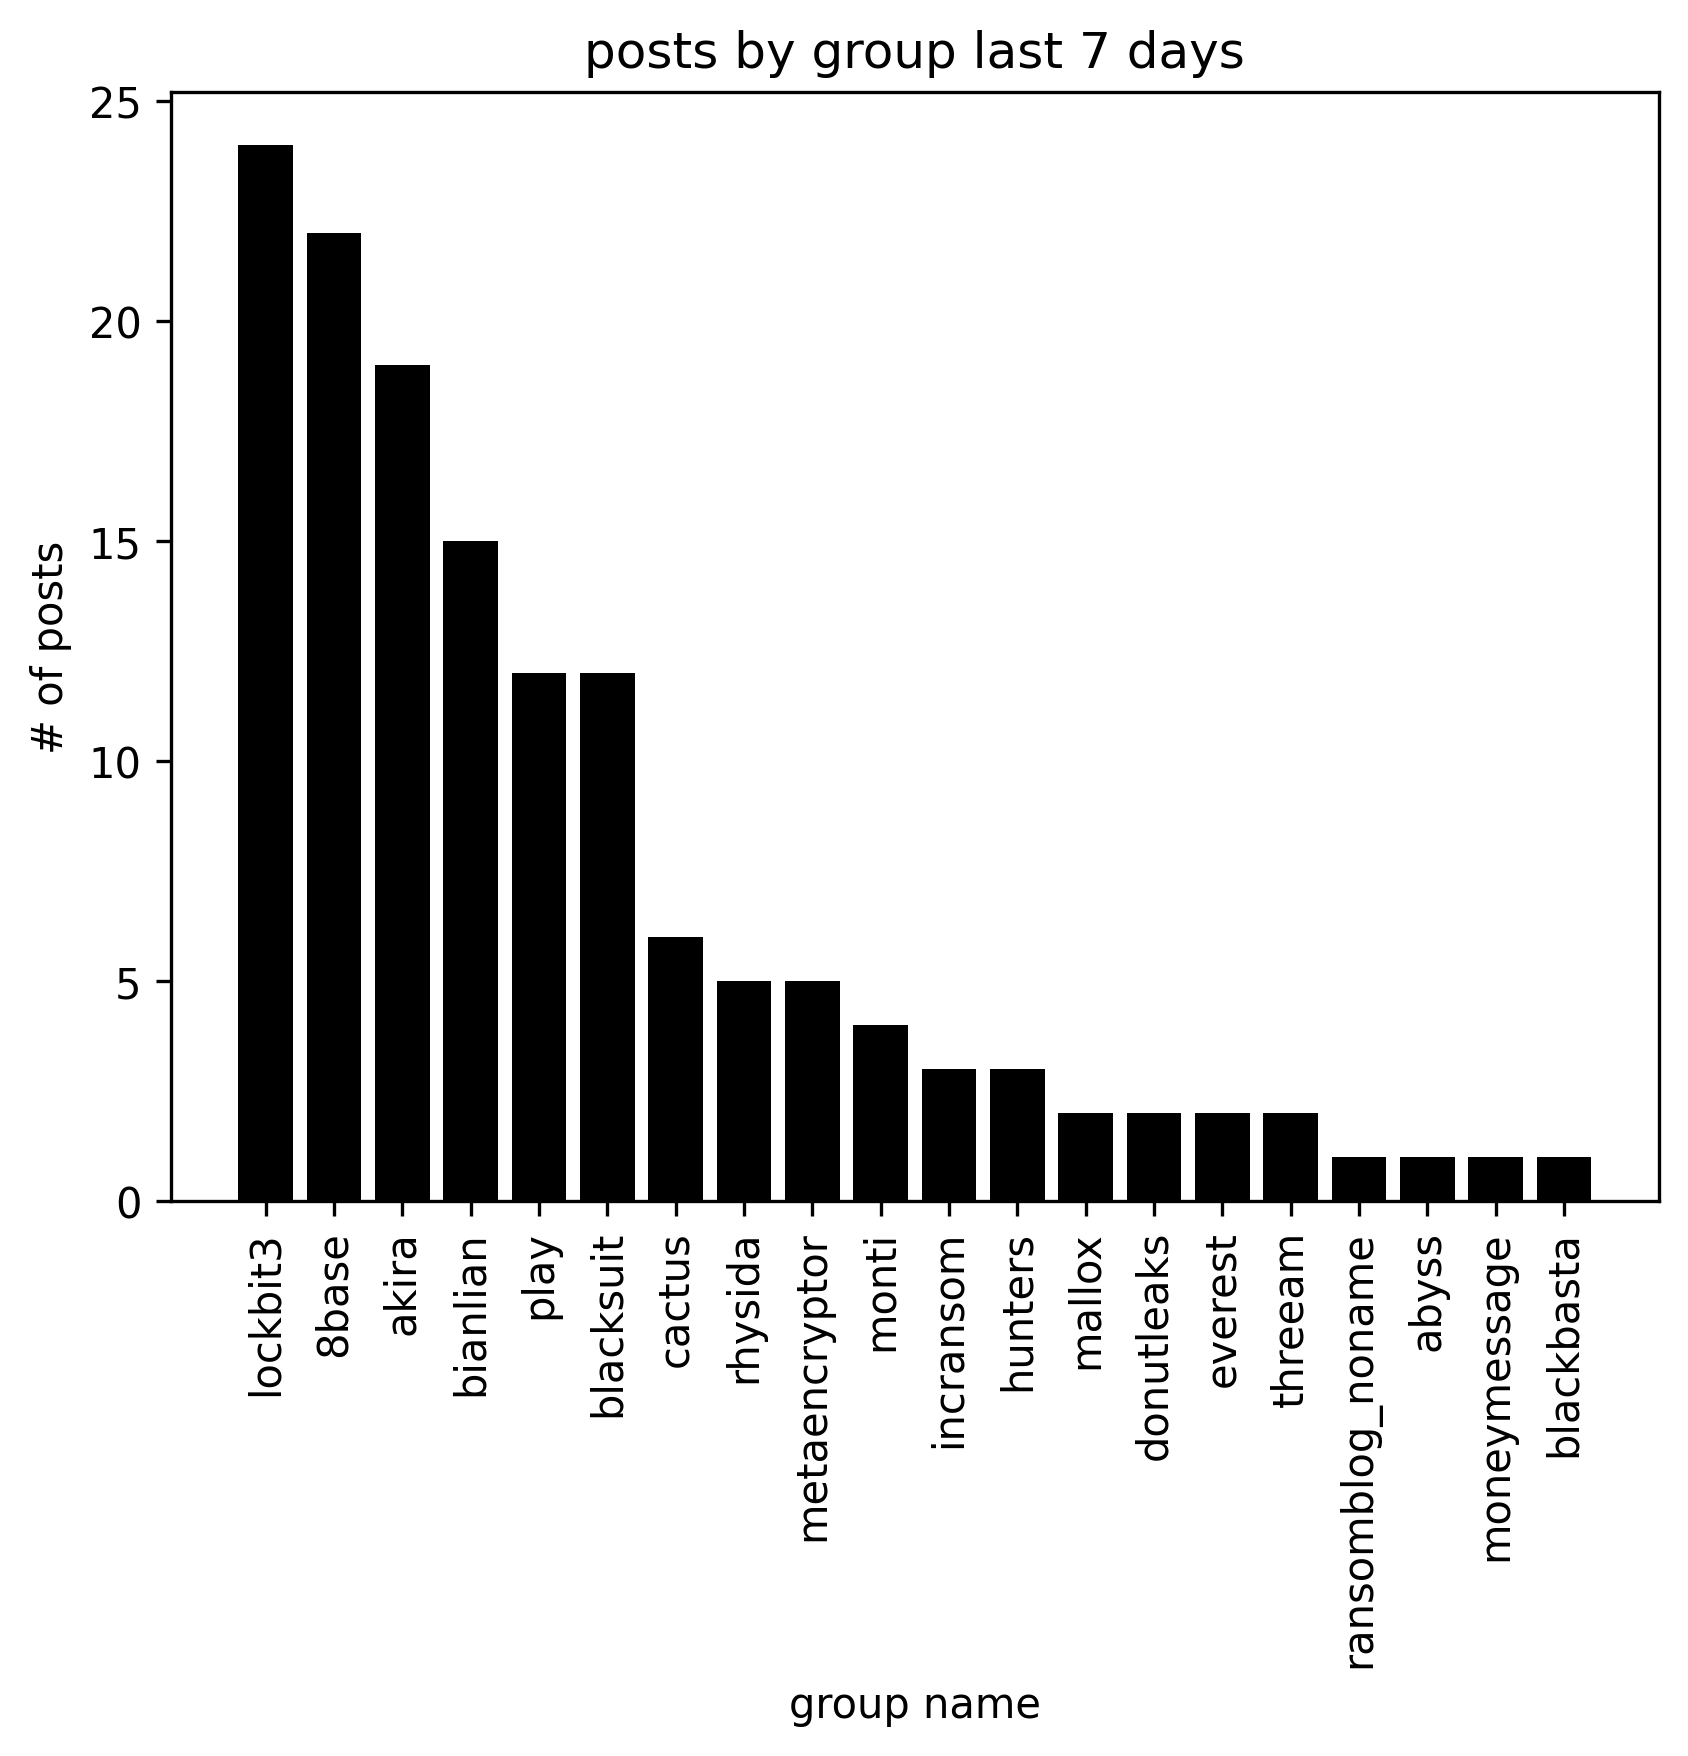 posts by group last 7 days
25
20
15
10
5
0
# of posts
lockbit3
8base
akira
bianlian
play
blacksuit
cactus
rhysida
metaencryptor
monti
incransom
hunters
mallox
donutleaks
everest
threeam
ransomblog_noname
abyss
moneymessage
blackbasta
group name